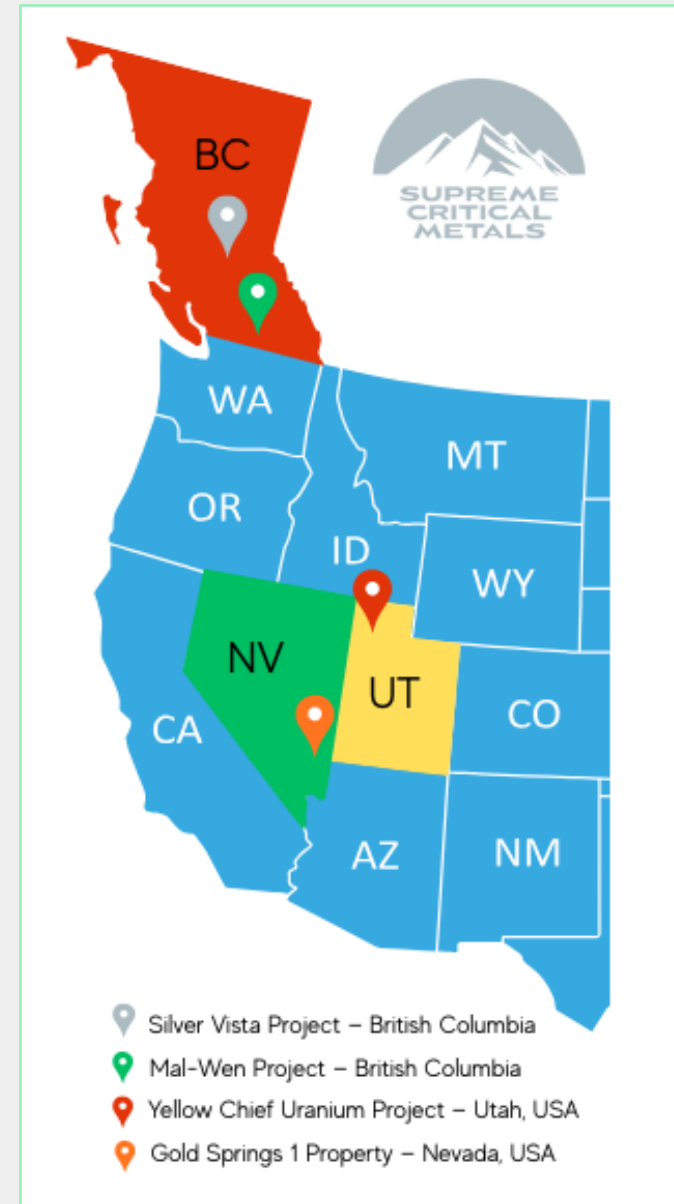 BC
SUPREME
CRITICAL
METALS
WA
MT
OR
ID
WY
NV
UT
CA
CO
AZ
NM
Silver Vista Project – British Columbia
Mal-Wen Project – British Columbia
Yellow Chief Uranium Project – Utah, USA
Gold Springs 1 Property – Nevada, USA